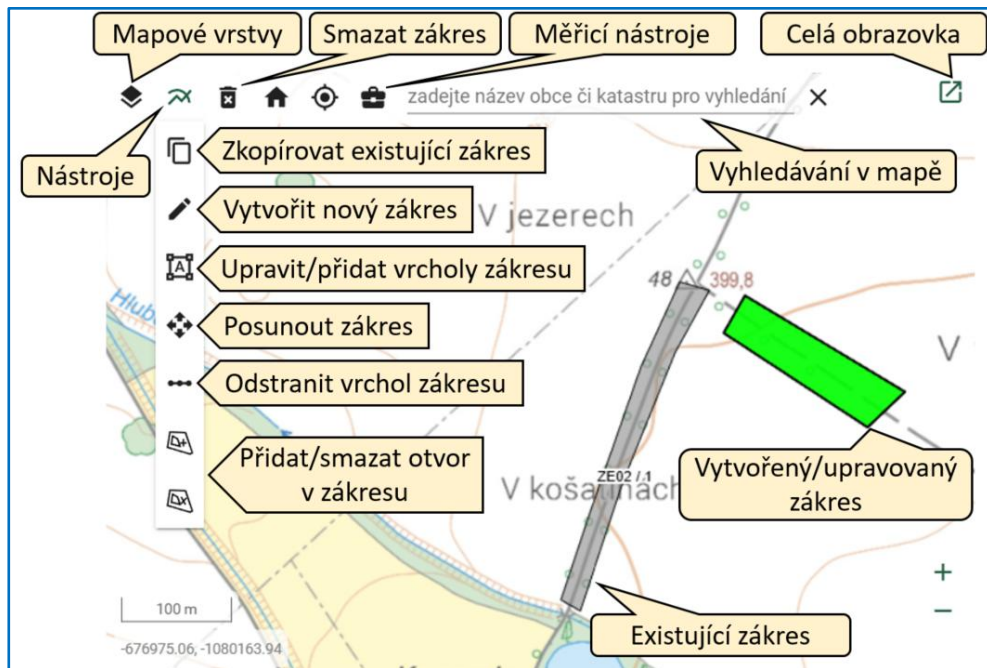 Mapové vrstvy
Smazat zákres
Měřicí nástroje
Celá obrazovka
zadejte název obce či katastru pro vyhledání
Nástroje
Zkopírovat existující zákres
Vyhledávání v mapě
Vytvořit nový zákres
V jezerech
Upravit/přidat vrcholy zákresu
48
399,8
Hlub
Posunout zákres
V
Odstranit vrchol zákresu
Přidat/smazat otvor
v zákresu
ZE02 / 1
V košatinách
Vytvořený/upravovaný
zákres
100 m
Existující zákres
-676975.06, -1080163.94